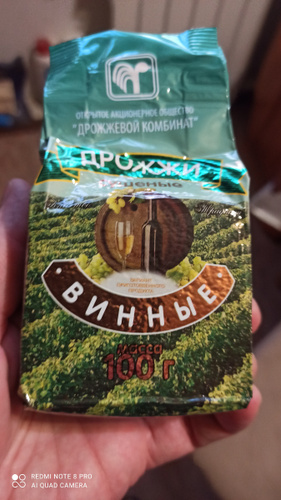 ОТКРЫТОЕ АКЦИОНЕРНОЕ ОБЩЕСТВО
"ДРОЖЖЕВОЙ КОМБИНАТ"
ДРОЖЖИ
ВИННЫЕ
масса
100 г
REDMI NOTE 8 PRO
AI QUAD CAMERA